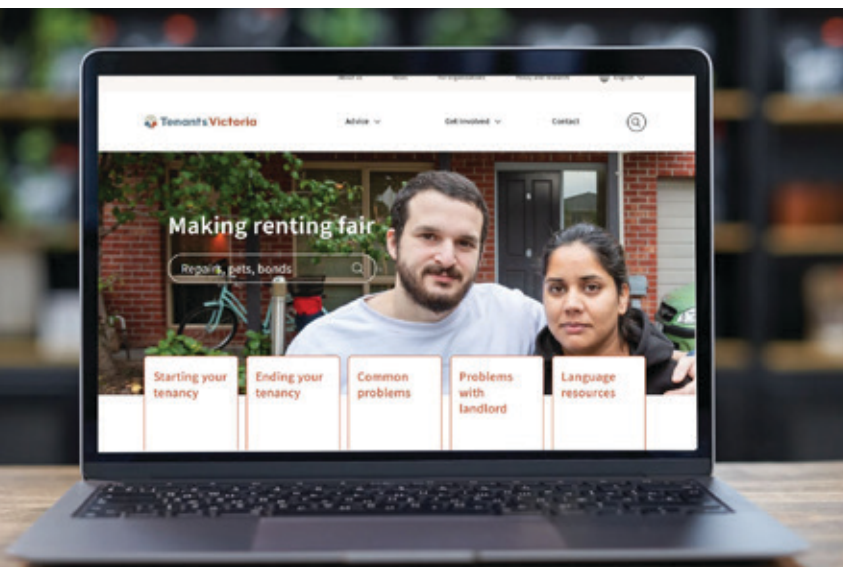 Tenants Victoria
Advice
Get Involved
Contact
Making renting fair
Repairs, pets, bonds
Starting your
tenancy
Ending your
tenancy
Common
problems
Problems
with
landlord
Language
resources